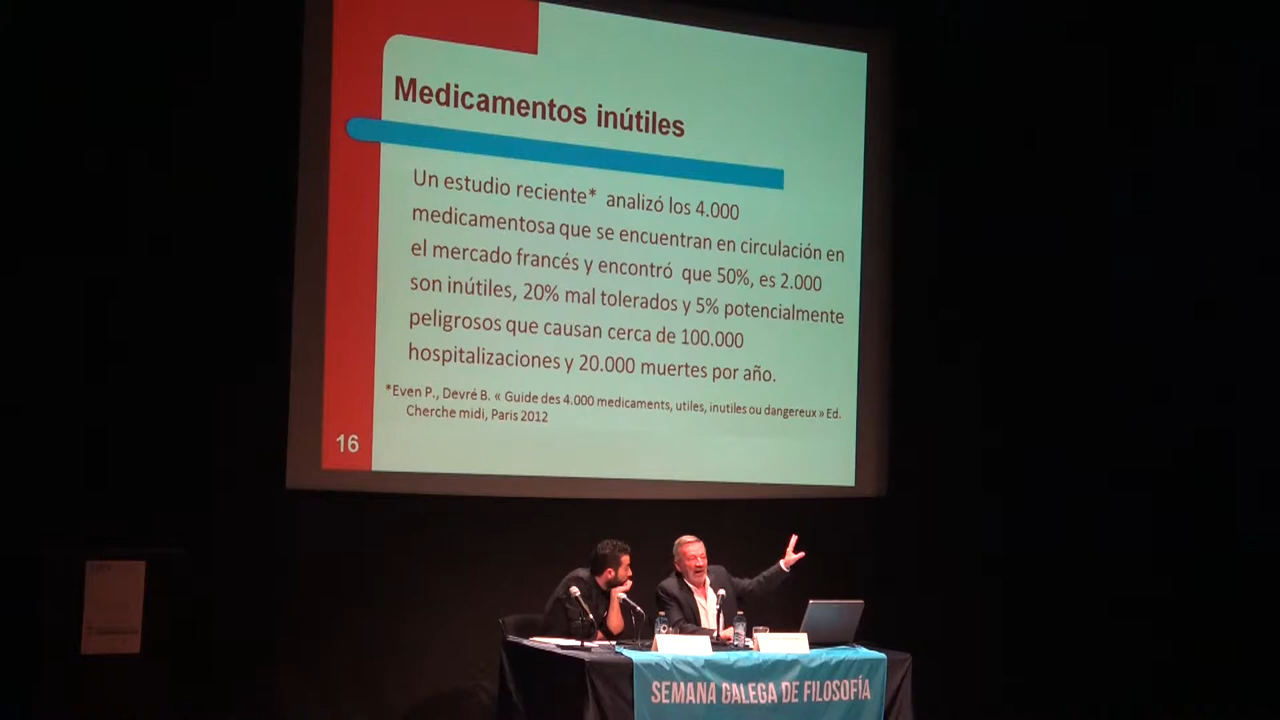 Medicamentos inútiles
Un estudio reciente* analizó los 4.000
medicamentosa que se encuentran en circulación en
el mercado francés y encontró que 50%, es 2.000
son inútiles, 20% mal tolerados y 5% potencialmente
peligrosos que causan cerca de 100.000
hospitalizaciones y 20.000 muertes por año.
*Even P., Devré B. « Guide des 4.000 medicaments, utiles, inutiles ou dangereux » Ed.
Cherche midi, Paris 2012
16
SEMANA GALEGA DE FILOSOFÍA